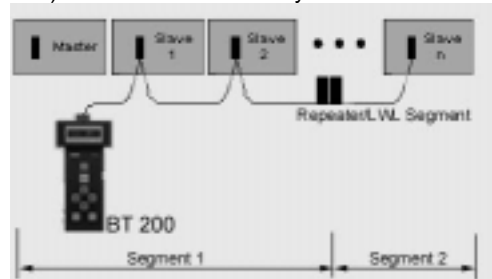 Master
Slave
1
Slave
2
Slave
n
Repeater/LWL Segment
BT 200
Segment 1
Segment 2